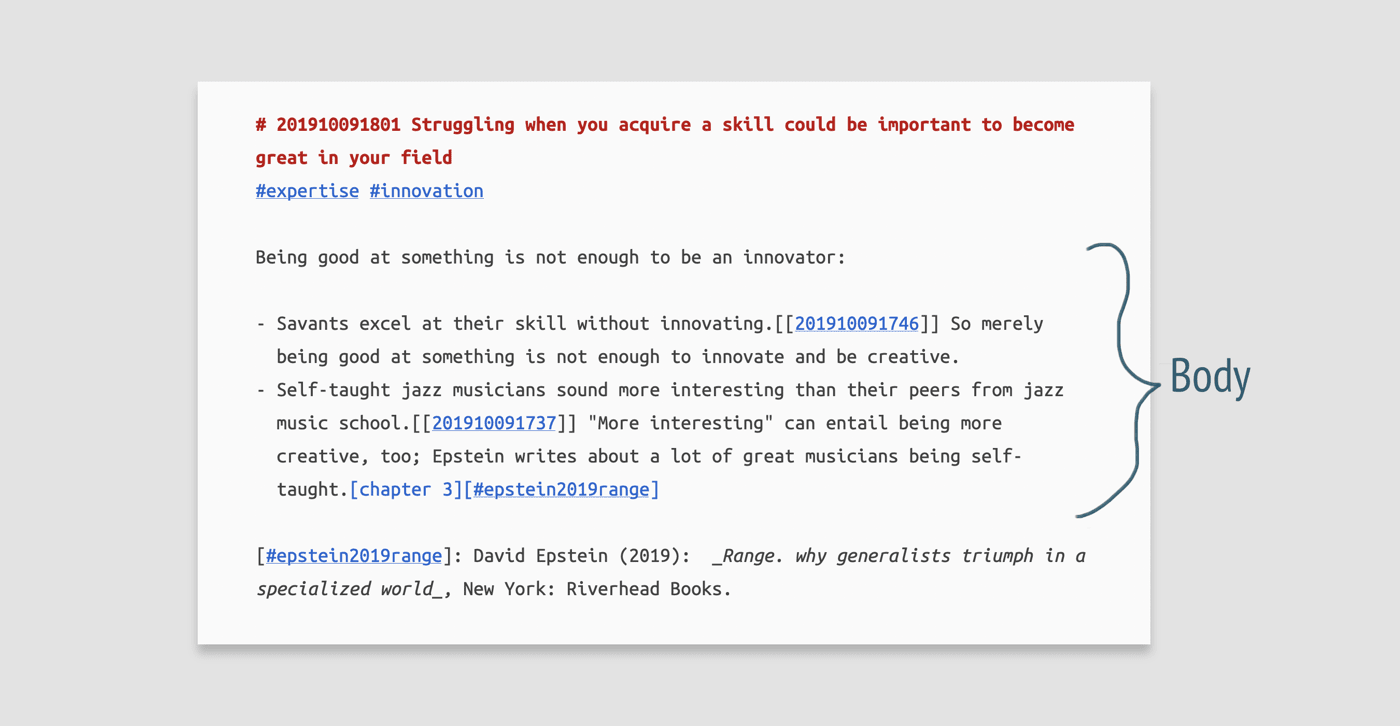 # 201910091801 Struggling when you acquire a skill could be important to become
great in your field
#expertise #innovation
Being good at something is not enough to be an innovator:
- Savants excel at their skill without innovating.[[201910091746]] So merely
being good at something is not enough to innovate and be creative.
- Self-taught jazz musicians sound more interesting than their peers from jazz
music school.[[201910091737]] "More interesting" can entail being more
creative, too; Epstein writes about a lot of great musicians being self-
taught.[chapter 3][#epstein2019range]
Body
[#epstein2019range]: David Epstein (2019):  _Range. why generalists triumph in a
specialized world_, New York: Riverhead Books.